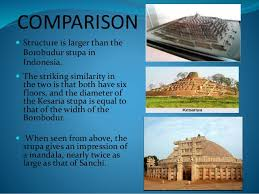 COMPARISON
Structure is larger than the
Borobudur stupa in
Indonesia.
The striking similarity in
the two is that both have six
floors, and the diameter of
the Kesaria stupa is equal to
that of the width of the
Borobodur.
When seen from above, the
stupa gives an impression of
a mandala, nearly twice as
large as that of Sanchi.
Kesariya